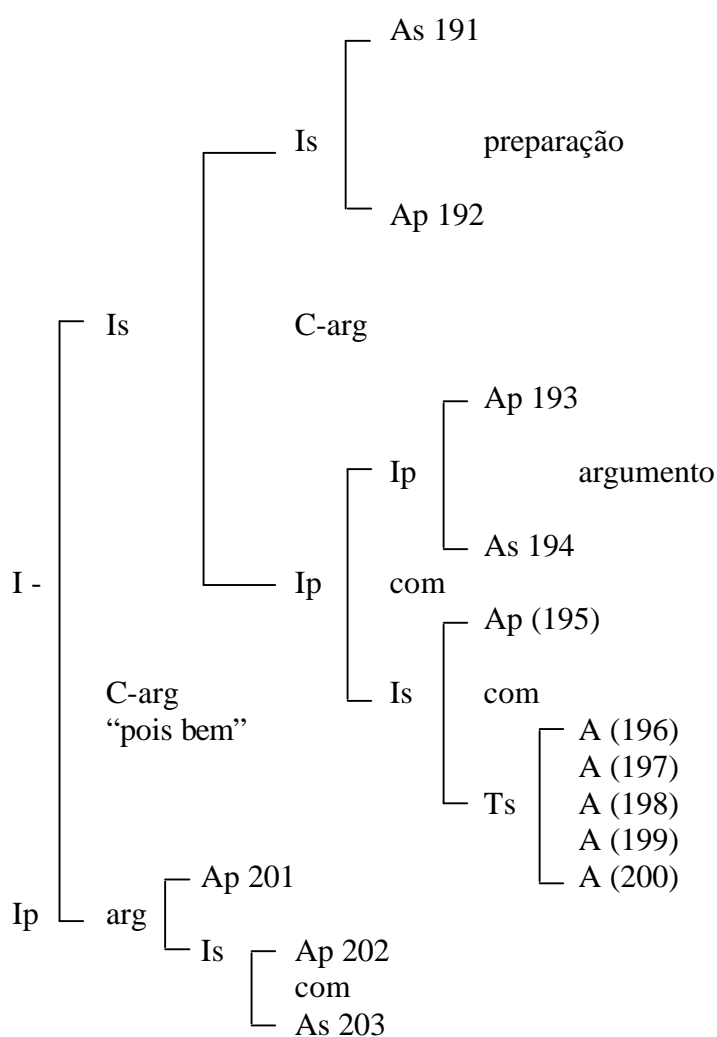 As 191
Is preparação
Ap 192
Is C-arg
Ap 193
Ip argumento
As 194
I - Ip com
Ap (195)
C-arg Is com
“pois bem”
A (196)
A (197)
Ts A (198)
A (199)
Ap 201 A (200)
Ip arg
Is Ap 202
com
As 203